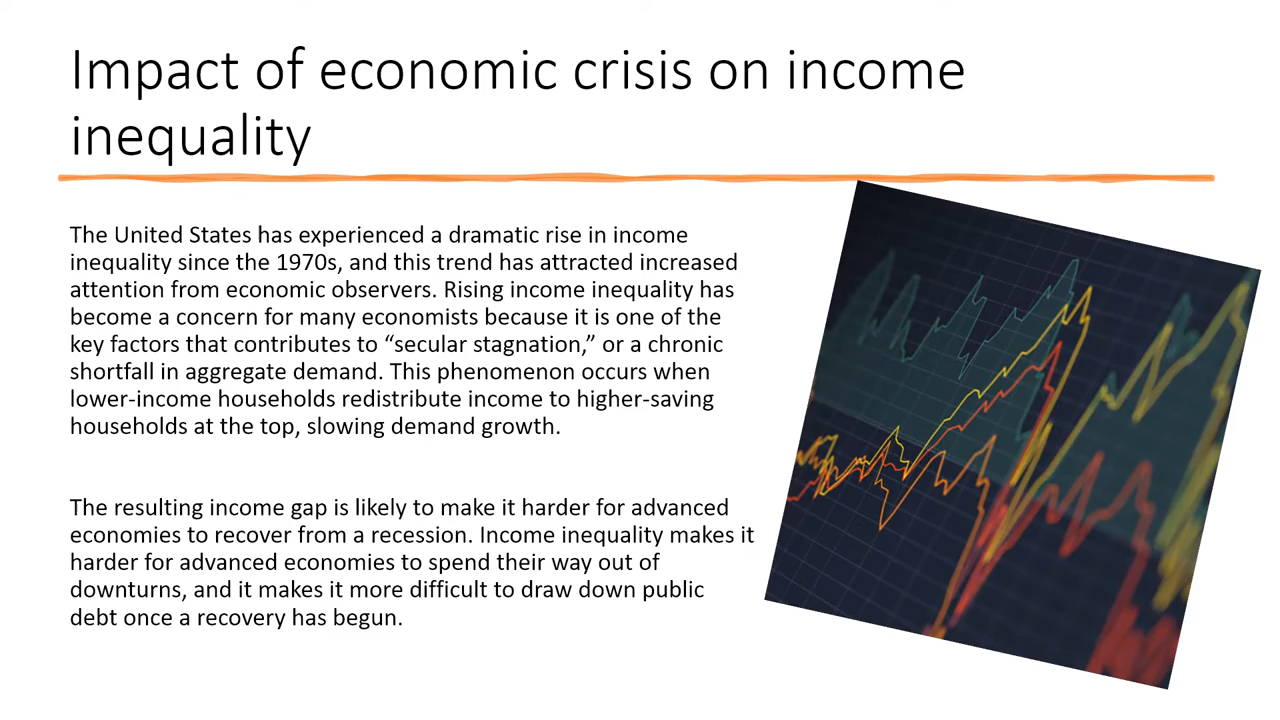 Impact of economic crisis on income
inequality
The United States has experienced a dramatic rise in income
inequality since the 1970s, and this trend has attracted increased
attention from economic observers. Rising income inequality has
become a concern for many economists because it is one of the
key factors that contributes to “secular stagnation,” or a chronic
shortfall in aggregate demand. This phenomenon occurs when
lower-income households redistribute income to higher-saving
households at the top, slowing demand growth.
The resulting income gap is likely to make it harder for advanced
economies to recover from a recession. Income inequality makes it
harder for advanced economies to spend their way out of
downturns, and it makes it more difficult to draw down public
debt once a recovery has begun.